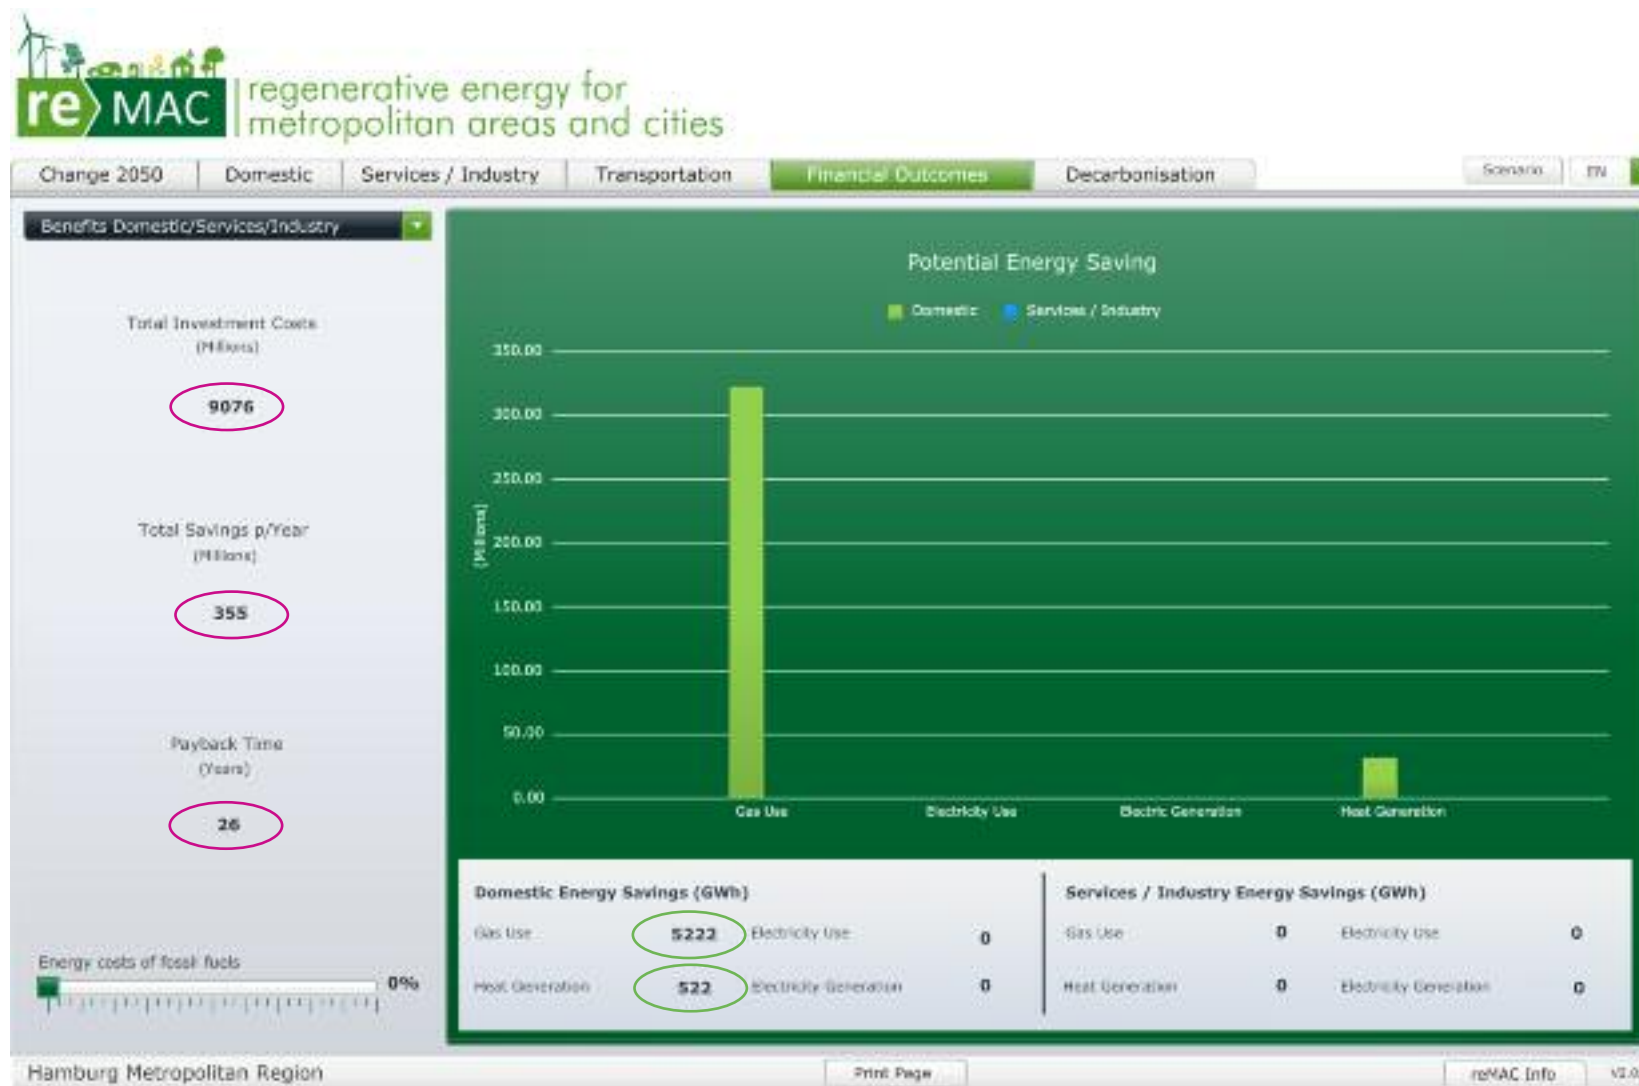 re MAC
regenerative energy for
metropolitan areas and cities
Change 2050 Domestic Services / Industry Transportation Financial Outcomes Decarbonisation Scenario EN
Benefits Domestic/Services/Industry
Total Investment Costs
(Millions)
9076
Total Savings p/Year
(Millions)
355
Payback Time
(Years)
26
Energy costs of fossil fuels
0%
Potential Energy Saving
Domestic Services / Industry
350.00
300.00
250.00
200.00
150.00
100.00
50.00
0.00
(Millions)
Gas Use Electricity Use Electric Generation Heat Generation
Domestic Energy Savings (GWh)
Gas Use 5222 Electricity Use 0
Heat Generation 522 Electricity Generation 0
Services / Industry Energy Savings (GWh)
Gas Use 0 Electricity Use 0
Heat Generation 0 Electricity Generation 0
Hamburg Metropolitan Region Print Page reMAC Info V2.0